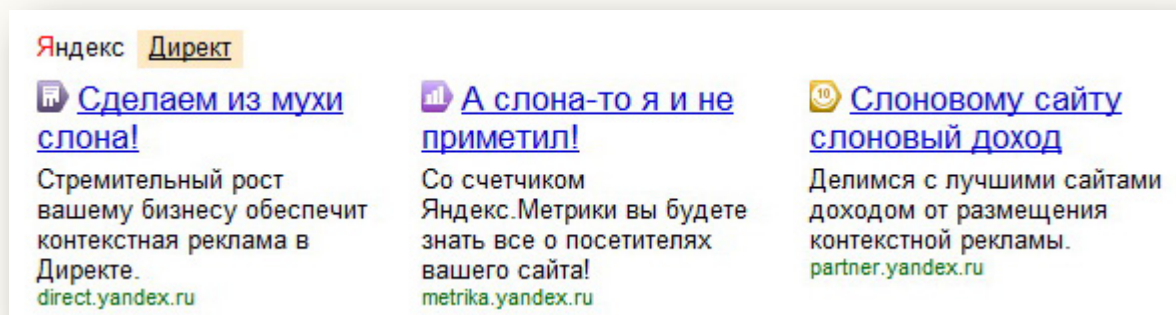 Яндекс Директ
Сделаем из мухи
слона!
Стремительный рост
вашему бизнесу обеспечит
контекстная реклама в
Директе.
direct.yandex.ru
А слона-то я и не
приметил!
Со счетчиком
Яндекс.Метрики вы будете
знать все о посетителях
вашего сайта!
metrika.yandex.ru
10
Слоновому сайту
слоновый доход
Делимся с лучшими сайтами
доходом от размещения
контекстной рекламы.
partner.yandex.ru